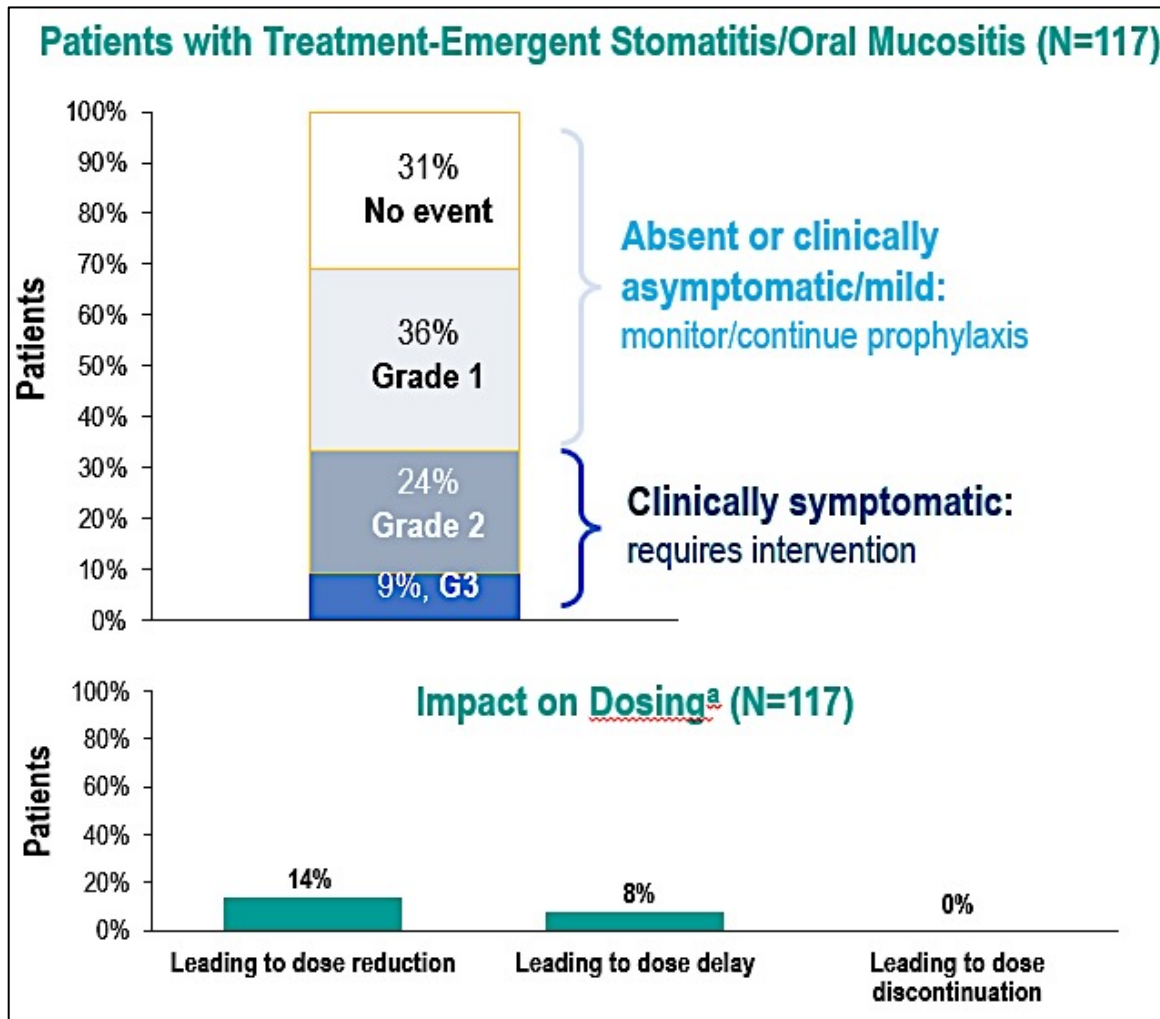 Patients with Treatment-Emergent Stomatitis/Oral Mucositis (N=117)
Patients
100%
90%
80%
70%
60%
50%
40%
30%
20%
10%
0%
31%
No event
36%
Grade 1
24%
Grade 2
9%, G3
Absent or clinically
asymptomatic/mild:
monitor/continue prophylaxis
Clinically symptomatic:
requires intervention
Impact on Dosingᵃ (N=117)
Patients
100%
80%
60%
40%
20%
0%
14%
8%
0%
Leading to dose reduction
Leading to dose delay
Leading to dose
discontinuation